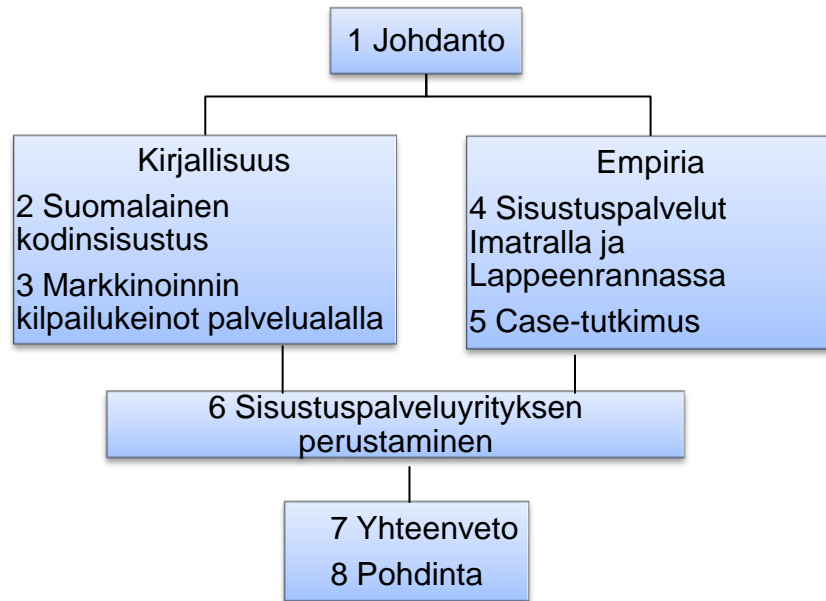 1 Johdanto
Kirjallisuus
2 Suomalainen
kodinsisustus
3 Markkinoinnin
kilpailukeinot palvelualalla
Empiria
4 Sisustuspalvelut
Imatralla ja
Lappeenrannassa
5 Case-tutkimus
6 Sisustuspalveluyrityksen
perustaminen
7 Yhteenveto
8 Pohdinta